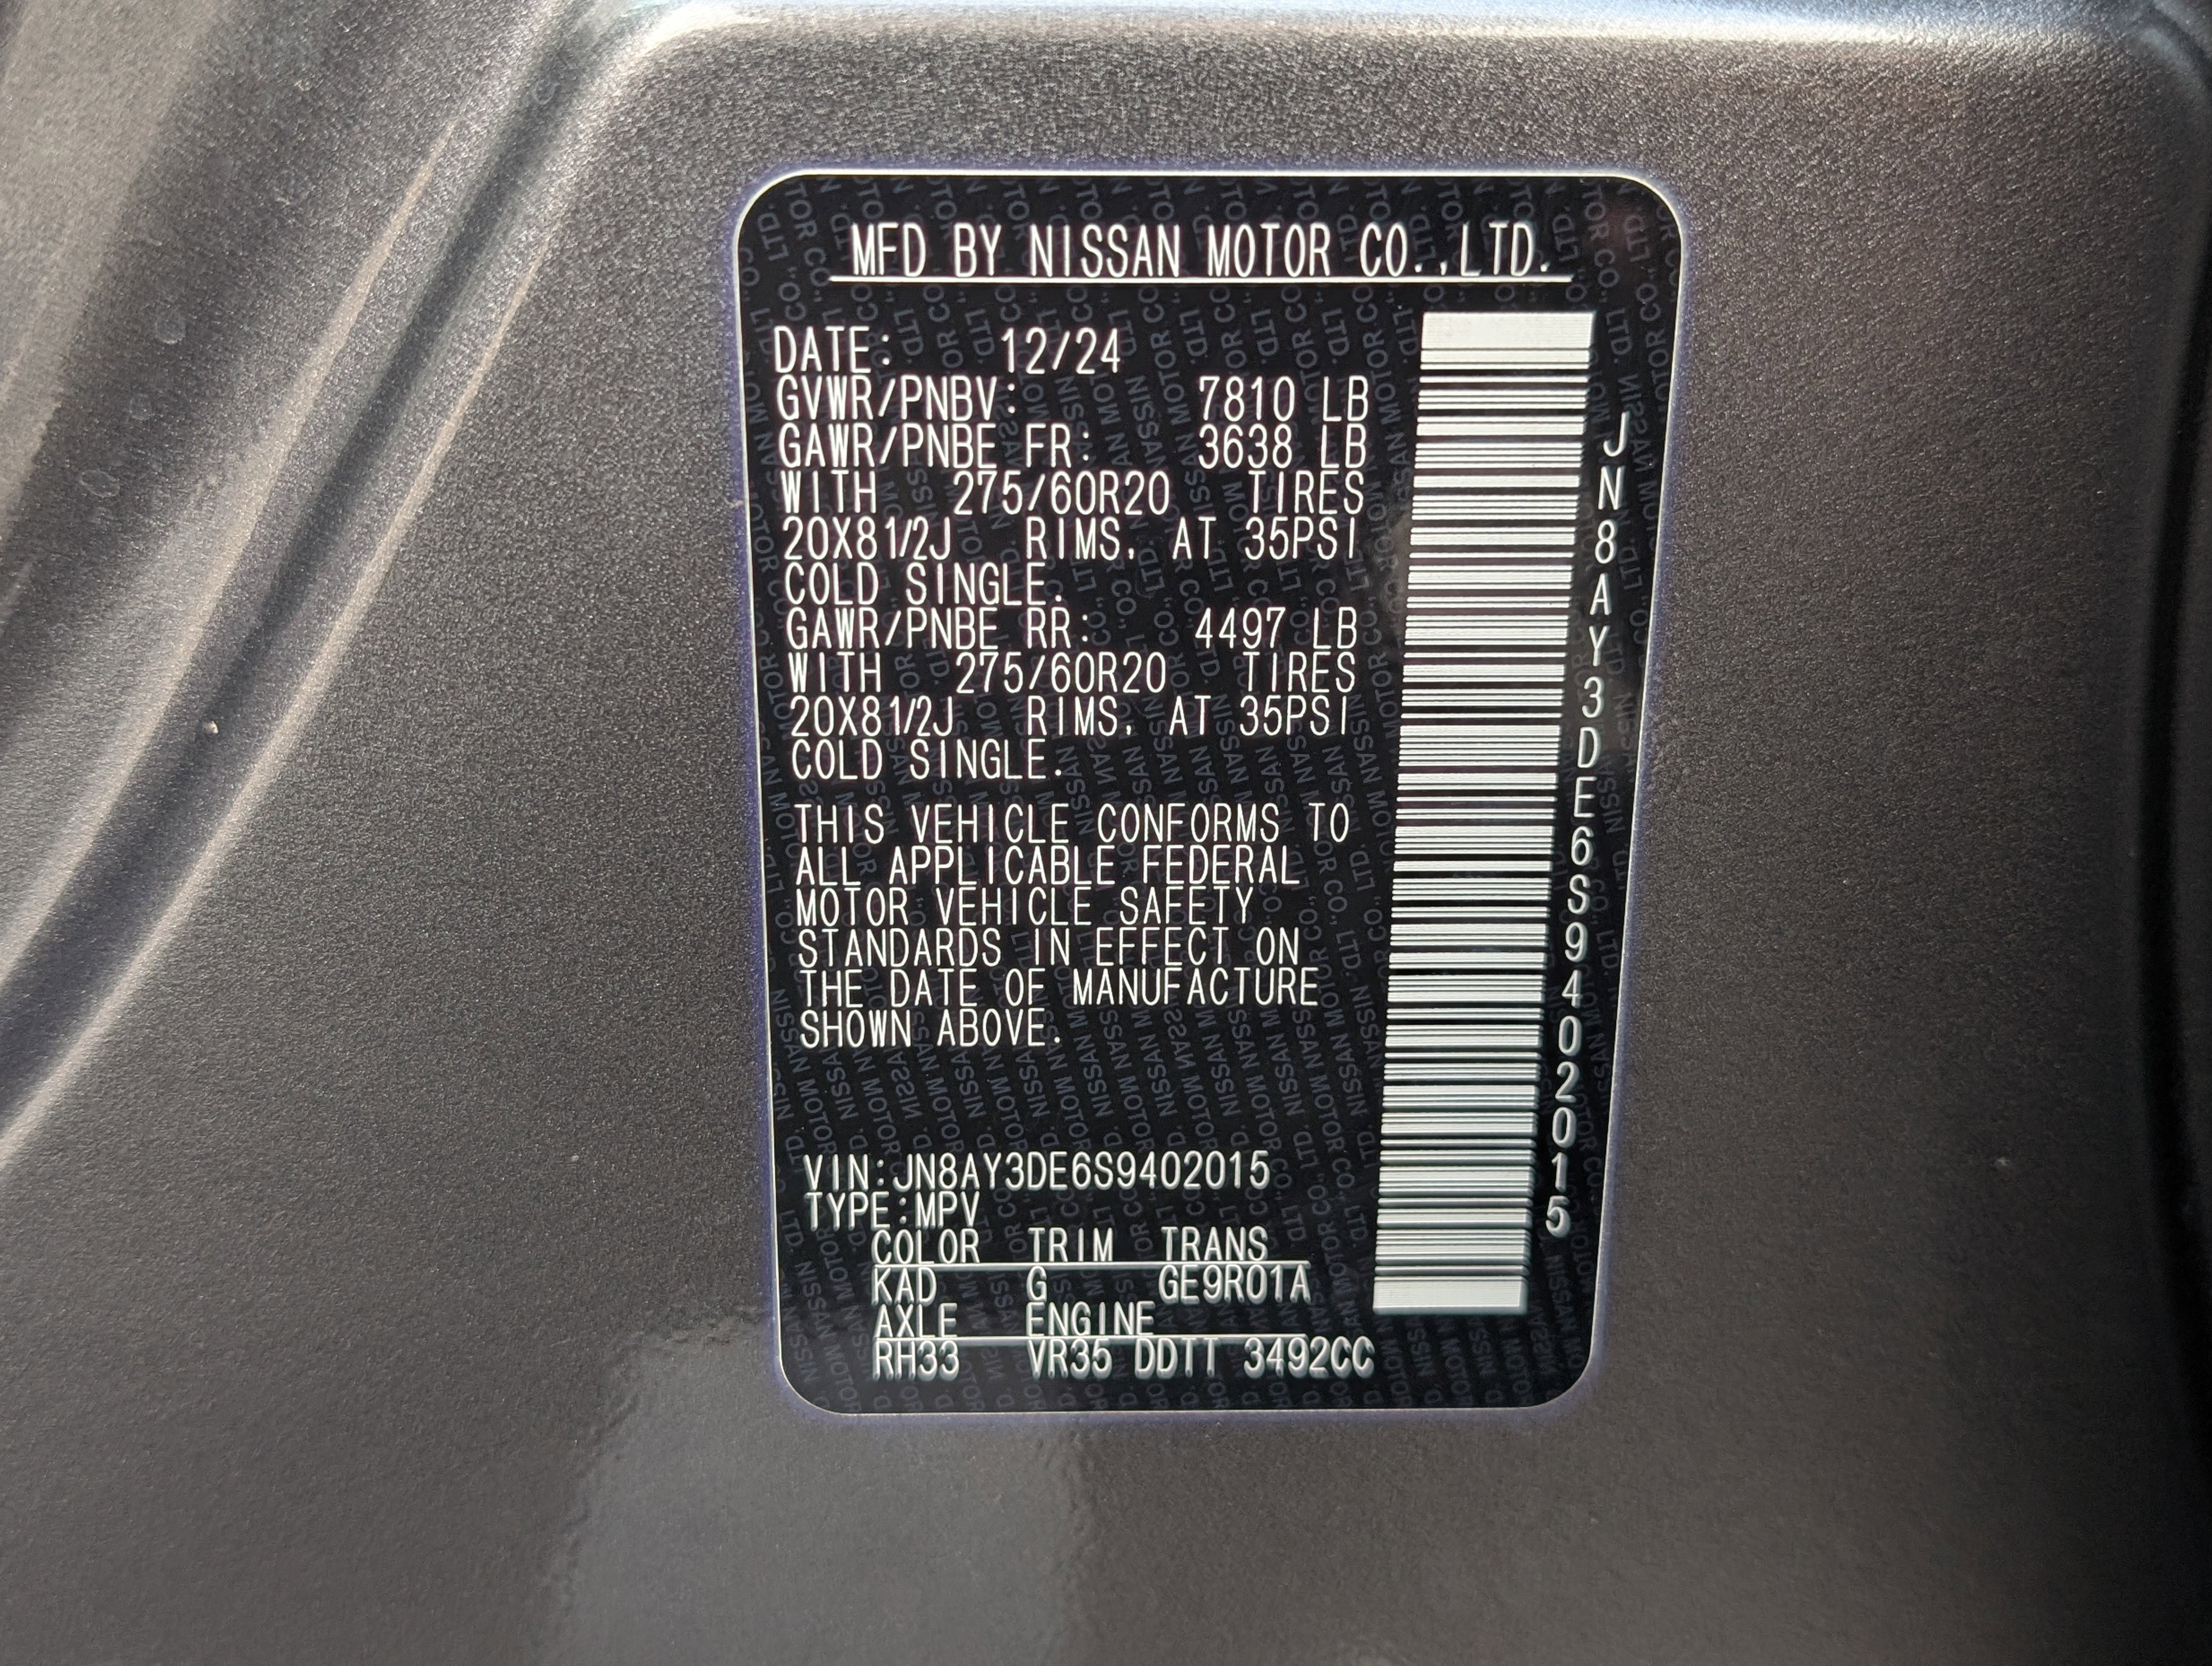 MFD BY NISSAN MOTOR CO.,LTD.
DATE: 12/24
GVWR/PNBV: 7810 LB
GAWR/PNBE FR: 3638 LB
WITH 275/60R20 TIRES
20X81/2J RIMS, AT 35PSI
COLD SINGLE.
GAWR/PNBE RR: 4497 LB
WITH 275/60R20 TIRES
20X81/2J RIMS, AT 35PSI
COLD SINGLE.
THIS VEHICLE CONFORMS TO
ALL APPLICABLE FEDERAL
MOTOR VEHICLE SAFETY
STANDARDS IN EFFECT ON
THE DATE OF MANUFACTURE
SHOWN ABOVE.
VIN:JN8AY3DE6S9402015
TYPE:MPV
COLOR TRIM TRANS
KAD G GE9R01A
AXLE ENGINE
RH33 VR35 DDTT 3492CC
JN8AY3DE6S9402015